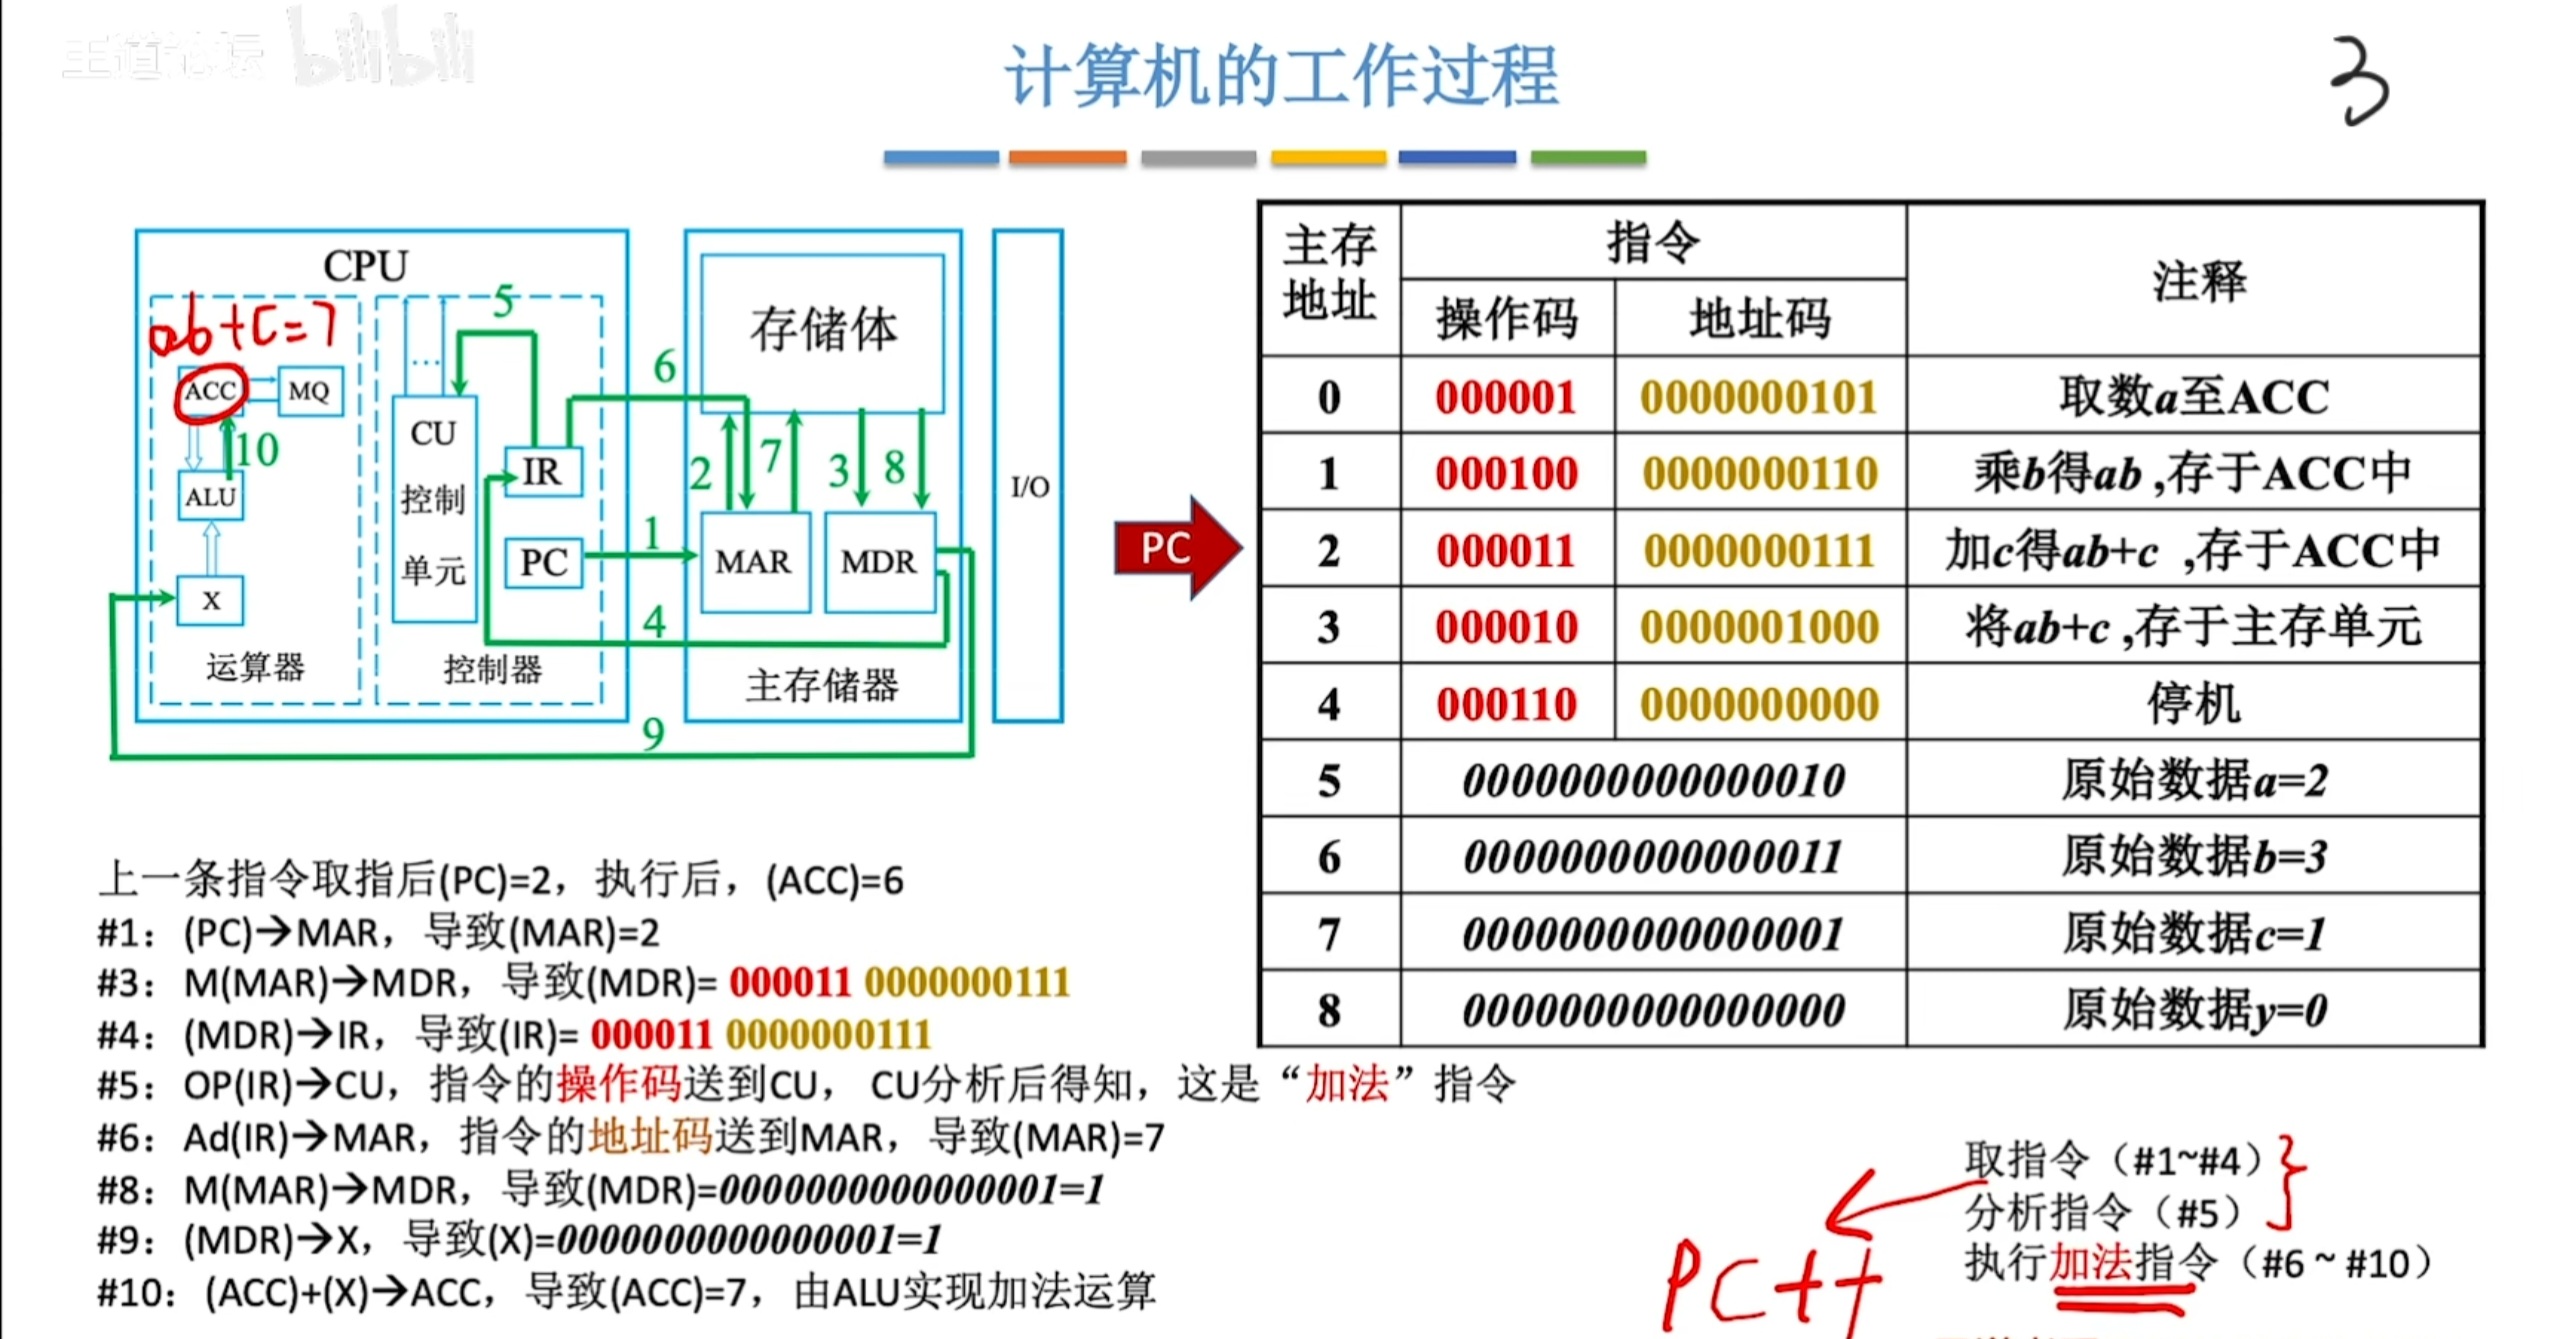 王道论坛 bilibili
计算机的工作过程
3
CPU
ab+c=7
ACC
MQ
10
ALU
X
运算器
5
...
CU
控制
单元
IR
PC
控制器
6
1
4
9
存储体
2
7
3
8
MAR
MDR
主存储器
I/O
PC
主存地址 指令 注释
操作码 地址码
0 000001 0000000101 取数a至ACC
1 000100 0000000110 乘b得ab ,存于ACC中
2 000011 0000000111 加c得ab+c ,存于ACC中
3 000010 0000001000 将ab+c ,存于主存单元
4 000110 0000000000 停机
5 0000000000000010 原始数据a=2
6 0000000000000011 原始数据b=3
7 0000000000000001 原始数据c=1
8 0000000000000000 原始数据y=0
上一条指令取指后(PC)=2，执行后，(ACC)=6
#1：(PC)→MAR，导致(MAR)=2
#3：M(MAR)→MDR，导致(MDR)= 000011 0000000111
#4：(MDR)→IR，导致(IR)= 000011 0000000111
#5：OP(IR)→CU，指令的操作码送到CU，CU分析后得知，这是“加法”指令
#6：Ad(IR)→MAR，指令的地址码送到MAR，导致(MAR)=7
#8：M(MAR)→MDR，导致(MDR)=0000000000000001=1
#9：(MDR)→X，导致(X)=0000000000000001=1
#10：(ACC)+(X)→ACC，导致(ACC)=7，由ALU实现加法运算
取指令（#1~#4）
分析指令（#5）
执行加法指令（#6～#10）
PC++